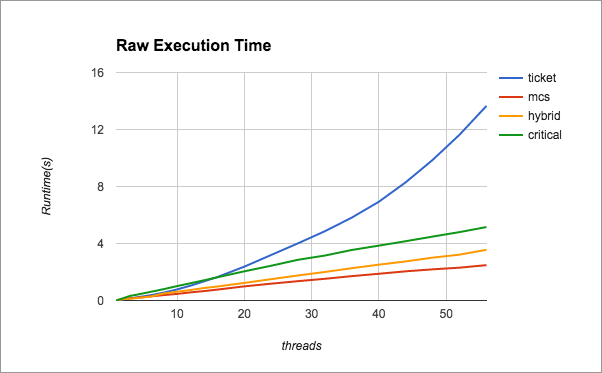 Raw Execution Time
ticket
mcs
hybrid
critical
Runtime(s)
16
12
8
4
0
10
20
30
40
50
threads